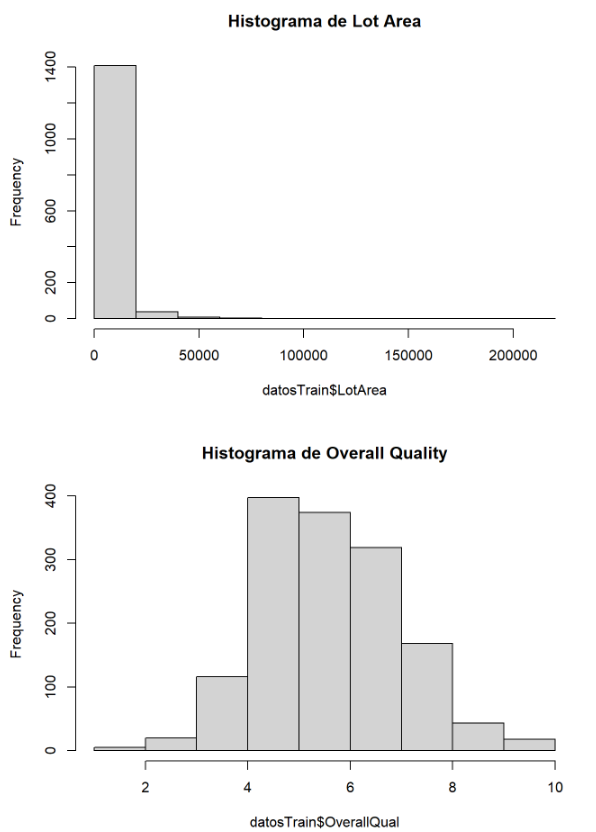 Histograma de Lot Area
1400
1000
600
200
0
Frequency
0 50000 100000 150000 200000
datosTrain$LotArea
Histograma de Overall Quality
400
300
200
100
0
Frequency
2 4 6 8 10
datosTrain$OverallQual